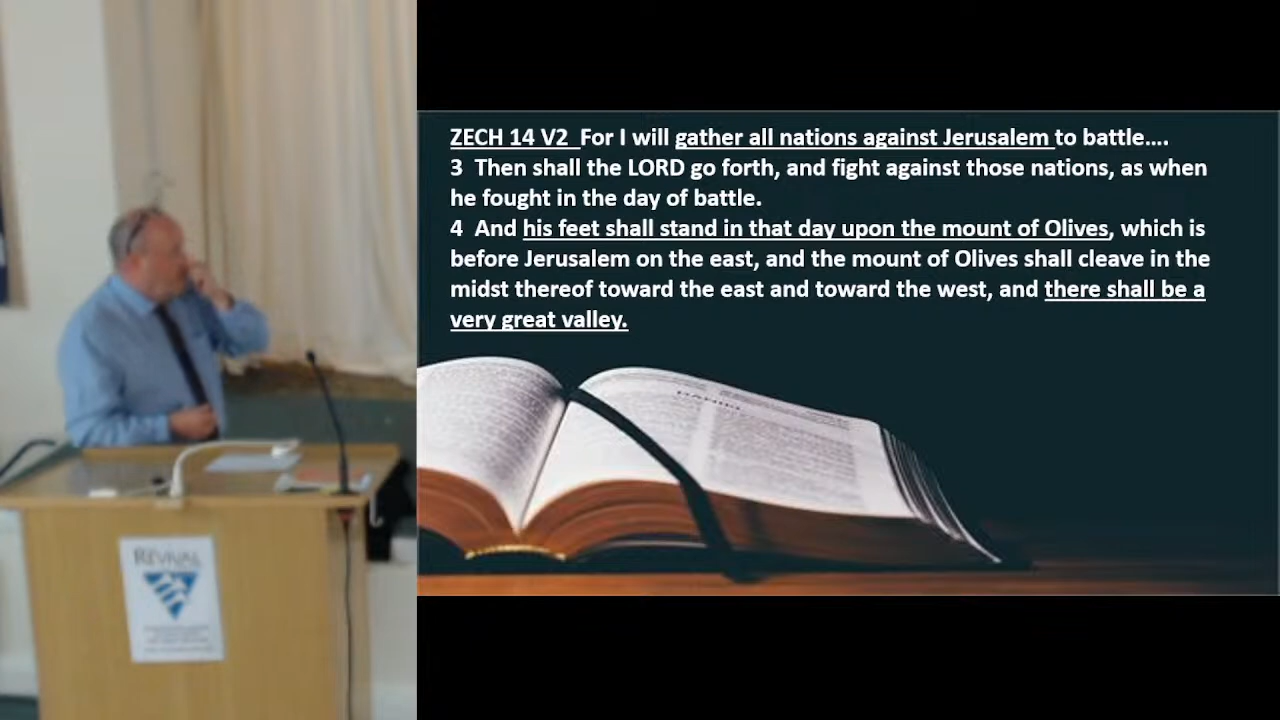 ZECH 14 V2  For I will gather all nations against Jerusalem to battle....
3  Then shall the LORD go forth, and fight against those nations, as when
he fought in the day of battle.
4  And his feet shall stand in that day upon the mount of Olives, which is
before Jerusalem on the east, and the mount of Olives shall cleave in the
midst thereof toward the east and toward the west, and there shall be a
very great valley.
REVIVAL